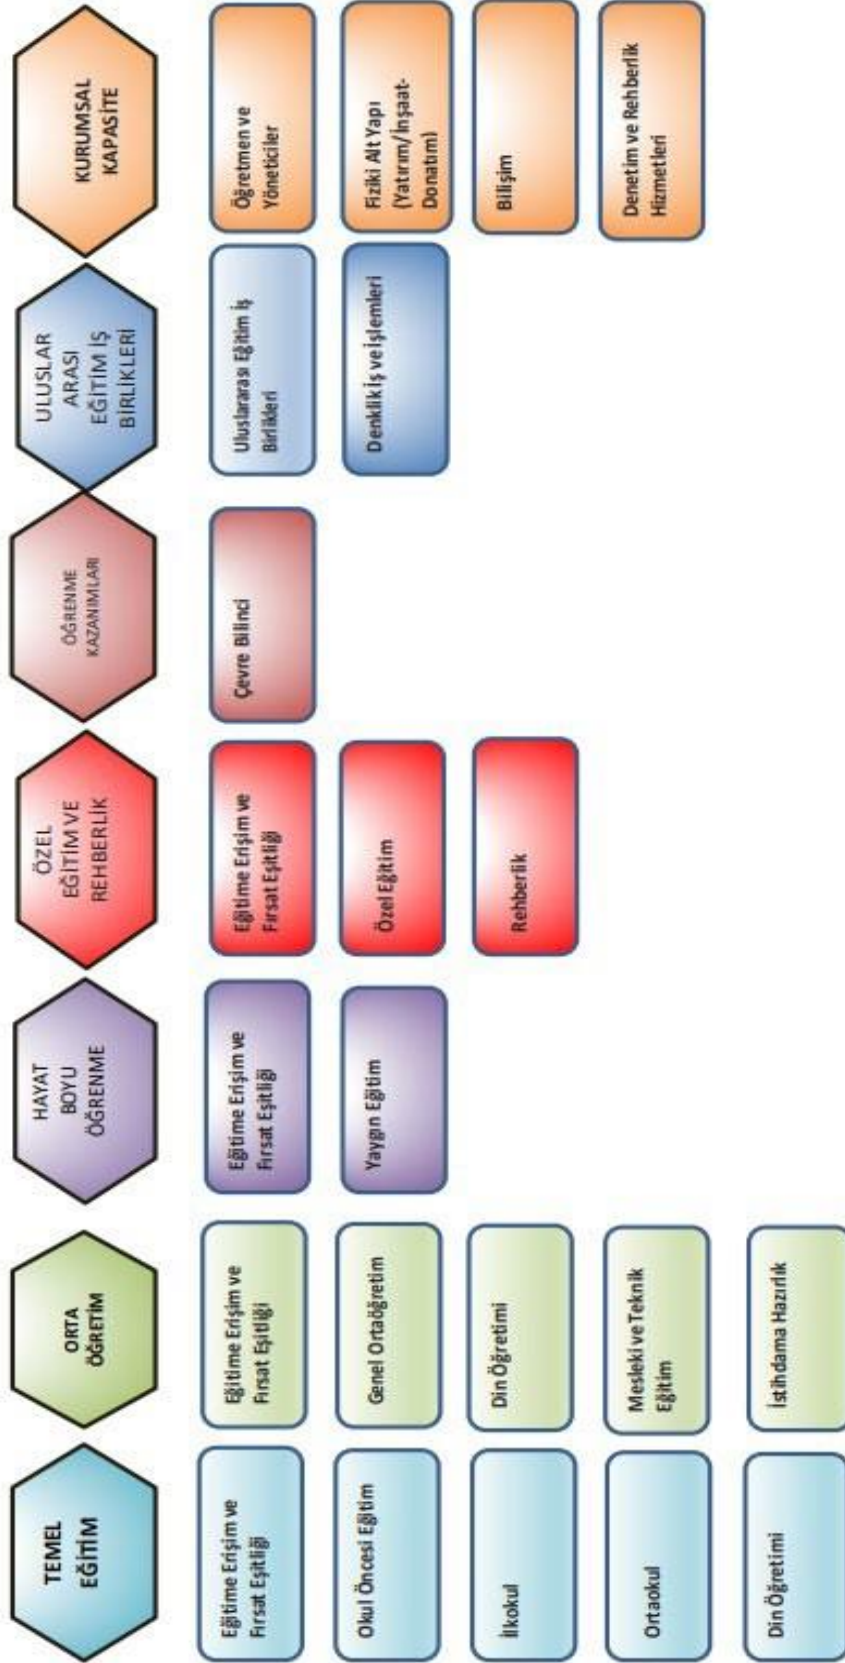 TEMEL
EĞİTİM
Eğitime Erişim ve
Fırsat Eşitliği
Okul Öncesi Eğitim
İlkokul
Ortaokul
Din Öğretimi
ORTA
ÖĞRETİM
Eğitime Erişim ve
Fırsat Eşitliği
Genel Ortaöğretim
Din Öğretimi
Mesleki ve Teknik
Eğitim
İstihdama Hazırlık
HAYAT
BOYU
ÖĞRENME
Eğitime Erişim ve
Fırsat Eşitliği
Yaygın Eğitim
ÖZEL
EĞİTİM VE
REHBERLİK
Eğitime Erişim ve
Fırsat Eşitliği
Özel Eğitim
Rehberlik
ÖĞRENME
KAZANIMLARI
Çevre Bilinci
ULUSLAR
ARASI
EĞİTİM İŞ
BİRLİKLERİ
Uluslararası Eğitim İş
Birlikleri
Denklik İş ve İşlemleri
KURUMSAL
KAPASİTE
Öğretmen ve
Yöneticiler
Fiziki Alt Yapı
(Yatırım/İnşaat-
Donatım)
Bilişim
Denetim ve Rehberlik
Hizmetleri